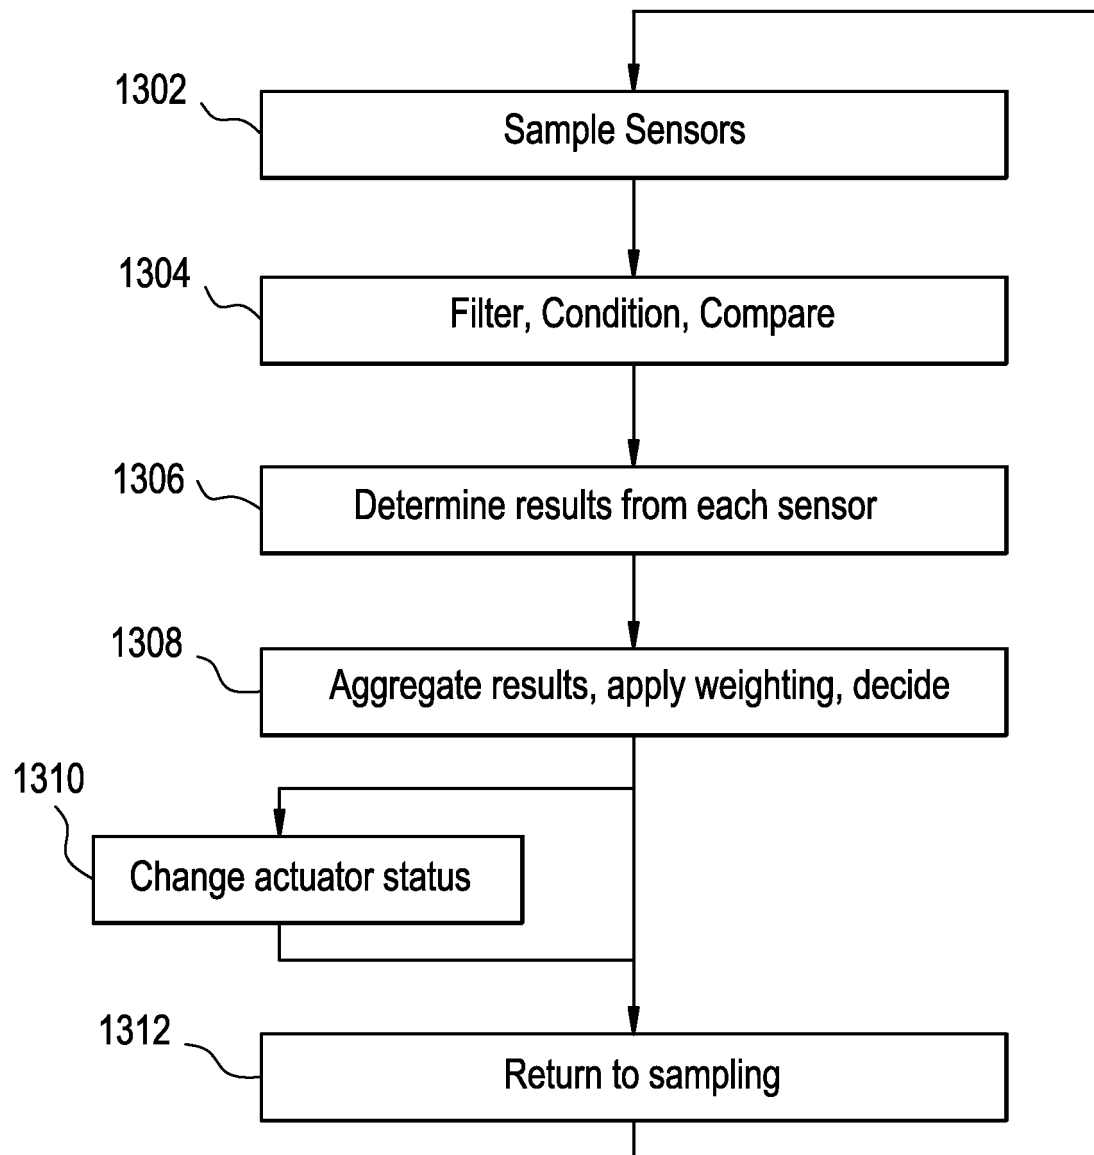 1302
Sample Sensors
1304
Filter, Condition, Compare
1306
Determine results from each sensor
1308
Aggregate results, apply weighting, decide
1310
Change actuator status
1312
Return to sampling